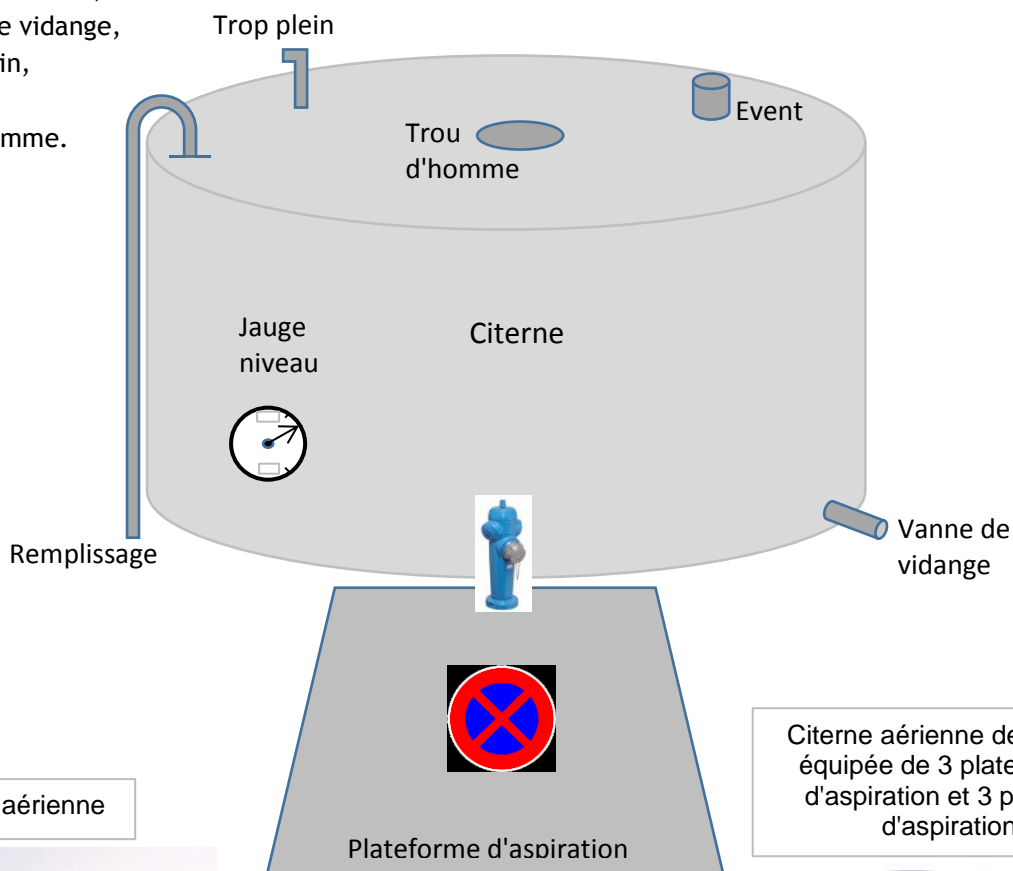 e vidange,
in,
mme.
Trop plein
Event
Trou
d'homme
Jauge
niveau
Citerne
Remplissage
Vanne de
vidange
Plateforme d'aspiration
aérienne
Citerne aérienne de
équipée de 3 plate
d'aspiration et 3 p
d'aspiration